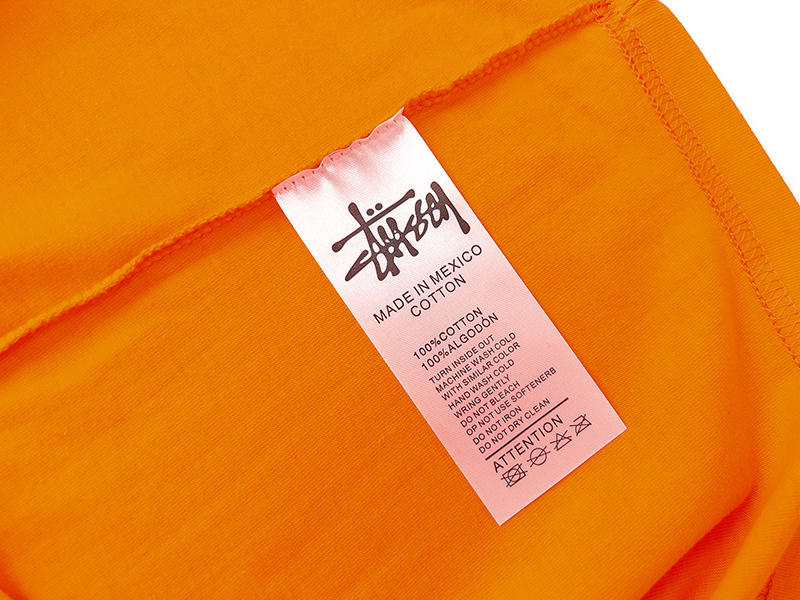 Stüssy
MADE IN MEXICO
COTTON
100%COTTON
100%ALGODÓN
TURN INSIDE OUT
MACHINE WASH COLD
WITH SIMILAR COLOR
HAND WASH COLD
WRING GENTLY
DO NOT BLEACH
OP NOT USE SOFTENERB
DO NOT IRON
DO NOT DRY CLEAN
ATTENTION